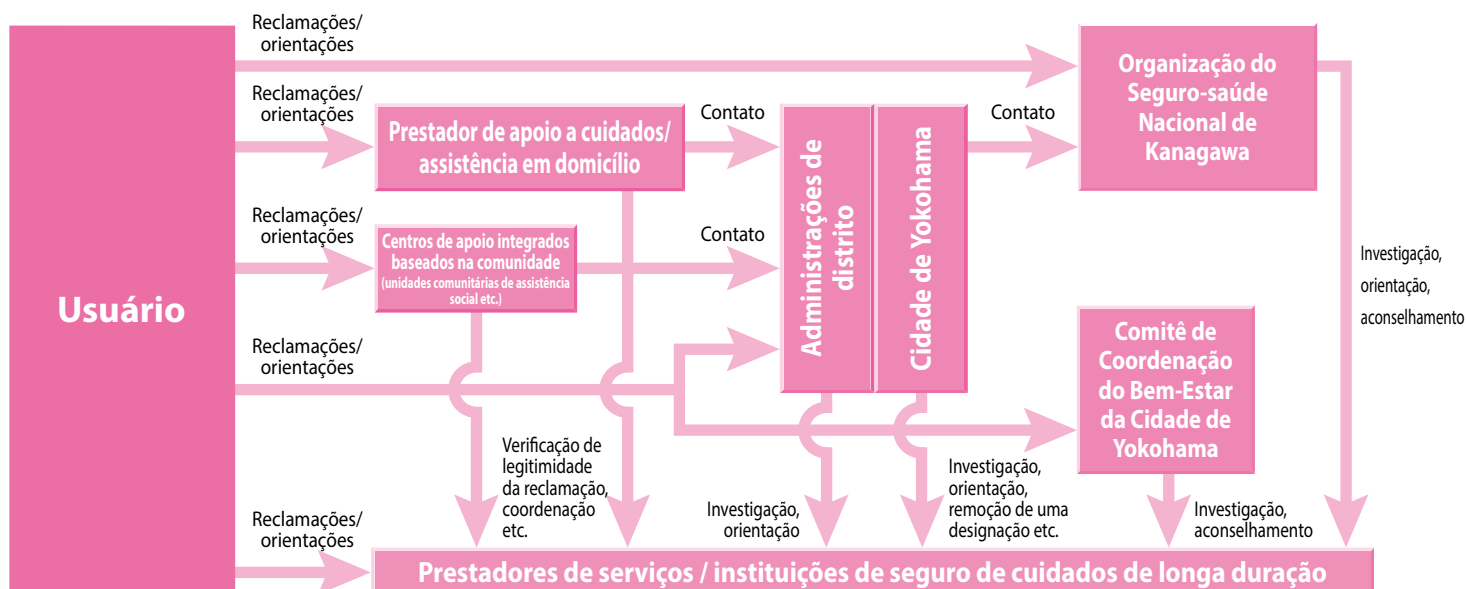 Usuário
Reclamações/
orientações
Organização do
Seguro-saúde
Nacional de
Kanagawa
Reclamações/
orientações
Prestador de apoio a cuidados/
assistência em domicílio
Contato
Administrações de
distrito
Cidade de Yokohama
Contato
Reclamações/
orientações
Centros de apoio integrados
baseados na comunidade
(unidades comunitárias de assistência
social etc.)
Contato
Investigação,
orientação,
aconselhamento
Reclamações/
orientações
Comitê de
Coordenação
do Bem-Estar
da Cidade de
Yokohama
Verificação de
legitimidade
da reclamação,
coordenação
etc.
Investigação,
orientação
Investigação,
orientação,
remoção de uma
designação etc.
Investigação,
aconselhamento
Reclamações/
orientações
Prestadores de serviços / instituições de seguro de cuidados de longa duração